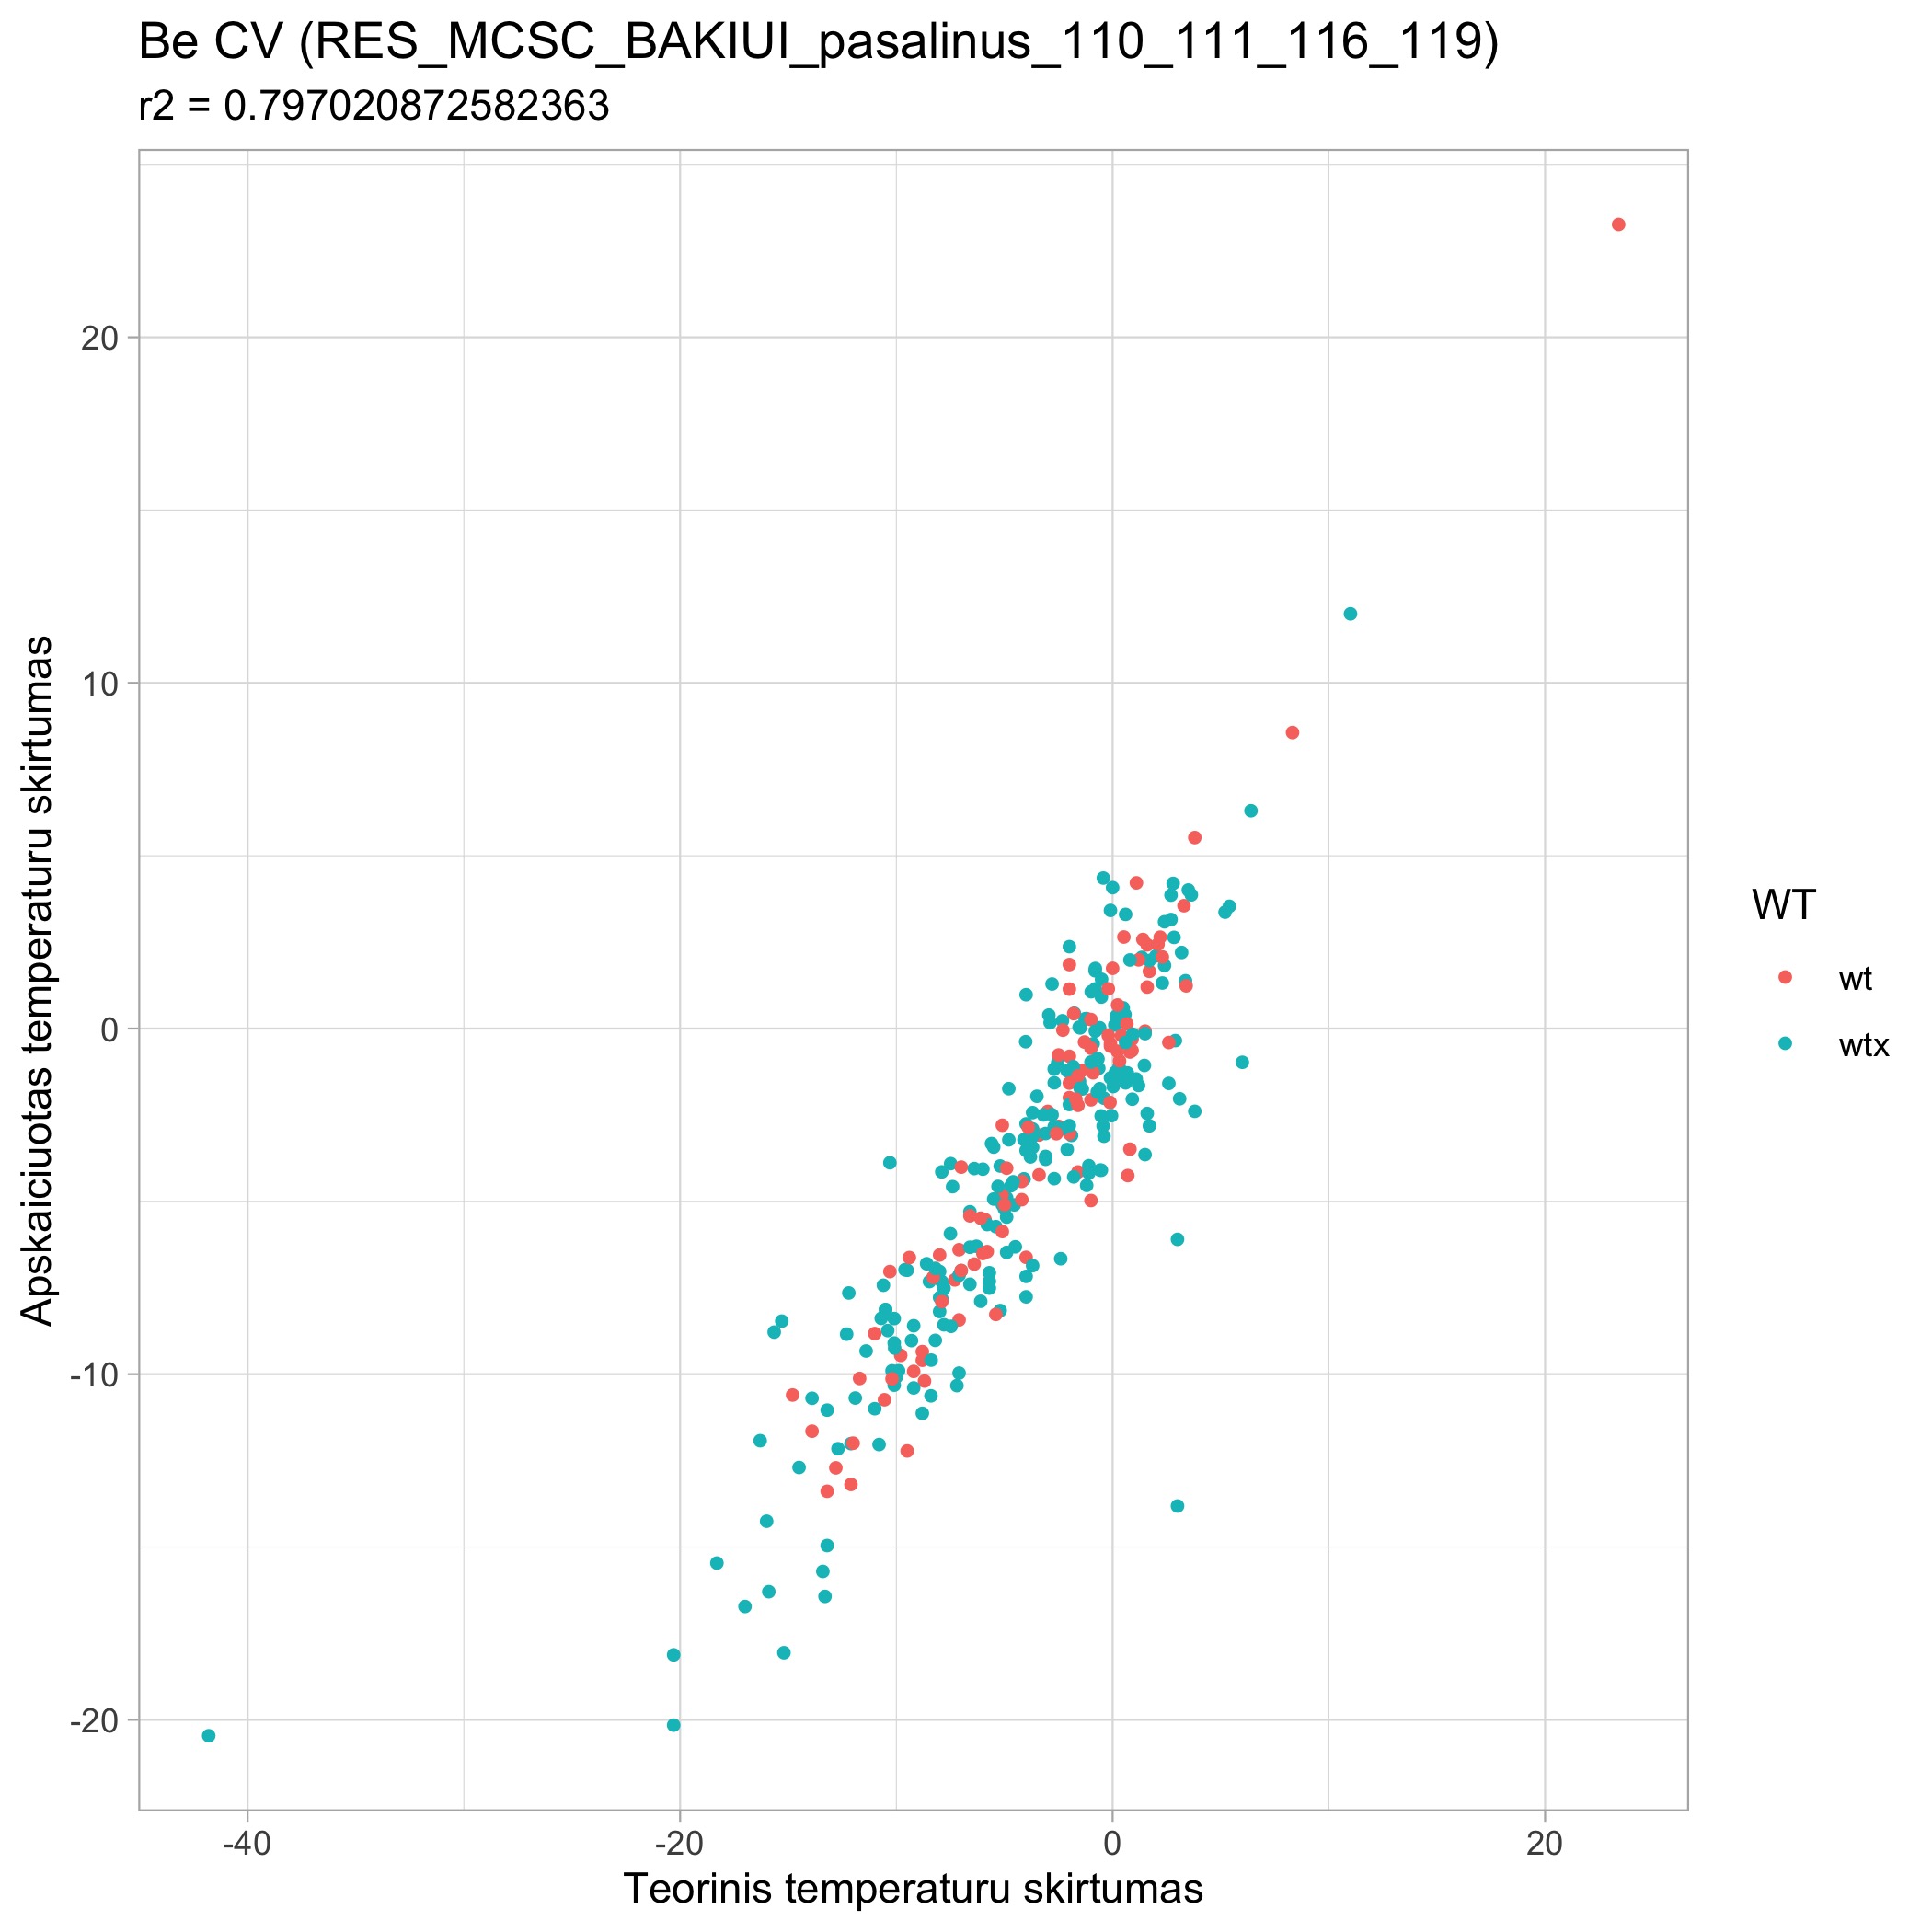 Be CV (RES_MCSC_BAKIUI_pasalinus_110_111_116_119)
r2 = 0.797020872582363
Apskaiciuotas temperaturu skirtumas
20
10
0
-10
-20
-40
-20
0
20
Teorinis temperaturu skirtumas
WT
wt
wtx